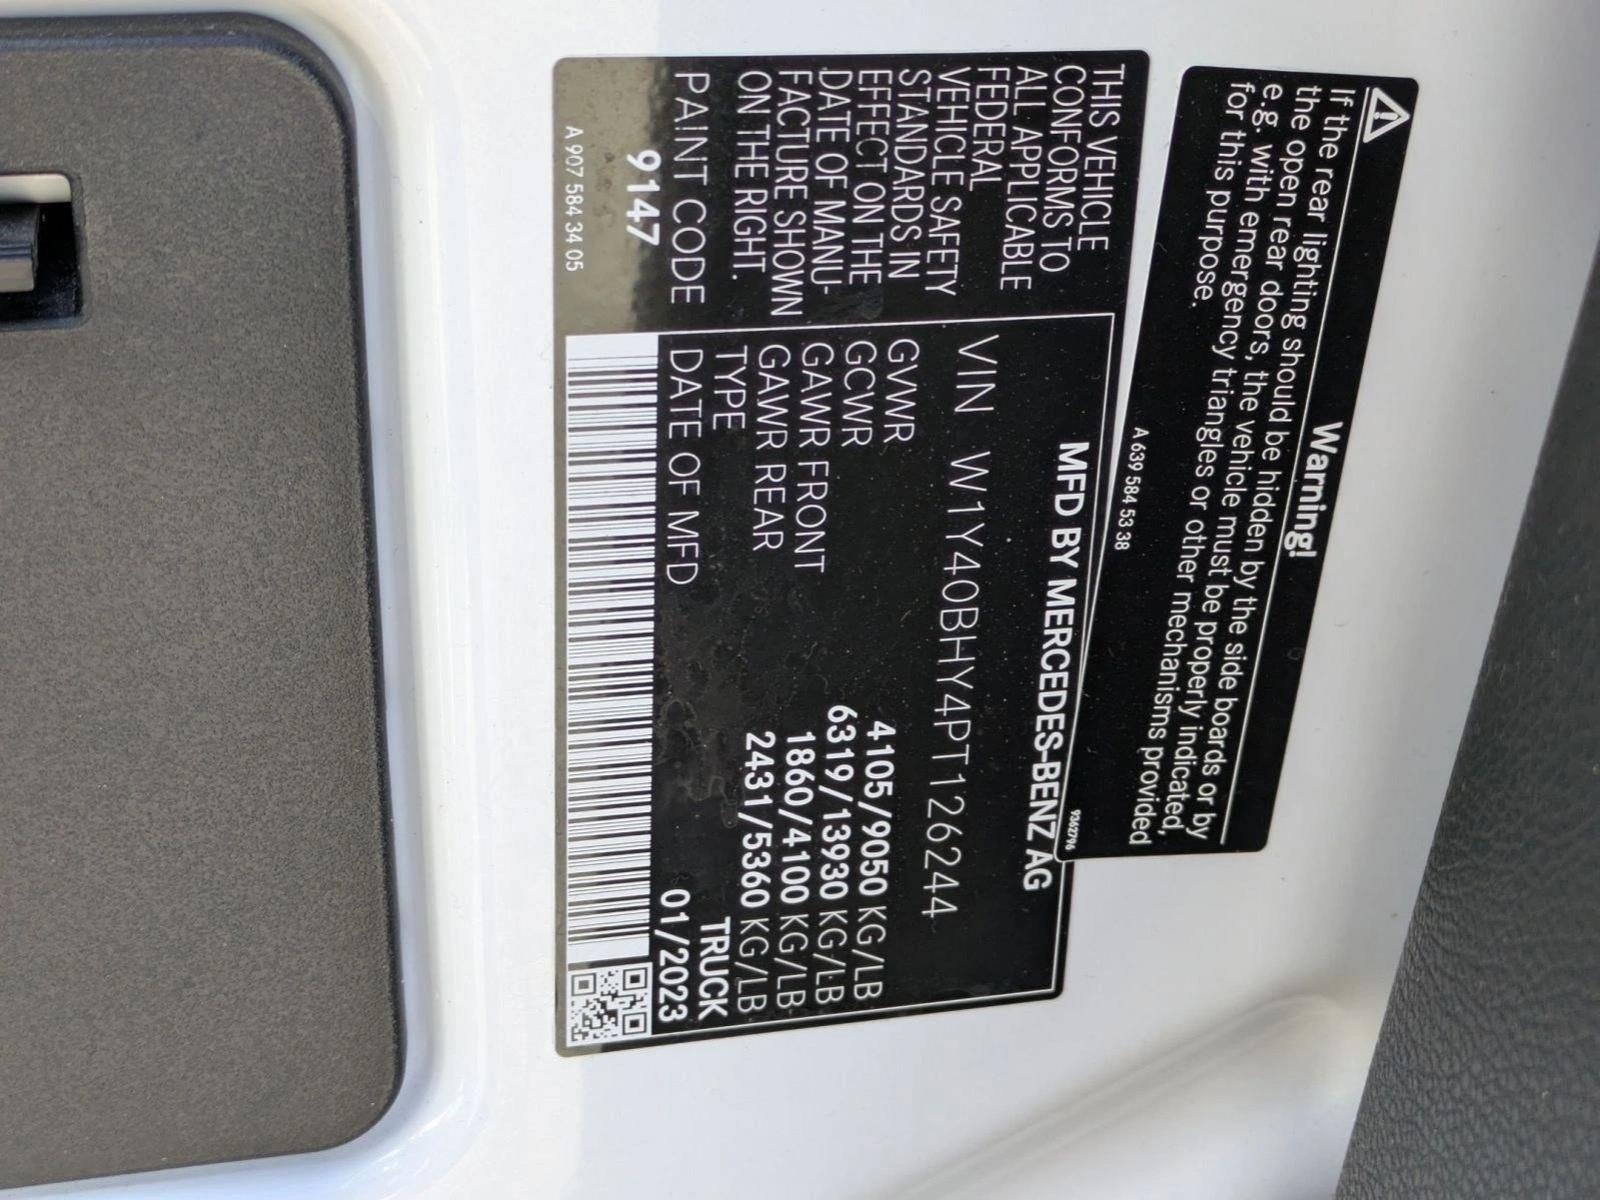 Warning!
If the rear lighting should be hidden by the side boards or by
the open rear doors, the vehicle must be properly indicated,
e.g. with emergency triangles or other mechanisms provided
for this purpose.
A 639 584 53 38
THIS VEHICLE
CONFORMS TO
ALL APPLICABLE
FEDERAL
VEHICLE SAFETY
STANDARDS IN
EFFECT ON THE
DATE OF MANU-
FACTURE SHOWN
ON THE RIGHT.
PAINT CODE
9147
A 907 584 34 05
9362796
MFD BY MERCEDES-BENZ AG
VIN W1Y40BHY4PT126244
GVWR 4105/9050 KG/LB
GCWR 6319/13930 KG/LB
GAWR FRONT 1860/4100 KG/LB
GAWR REAR 2431/5360 KG/LB
TYPE TRUCK
DATE OF MFD 01/2023